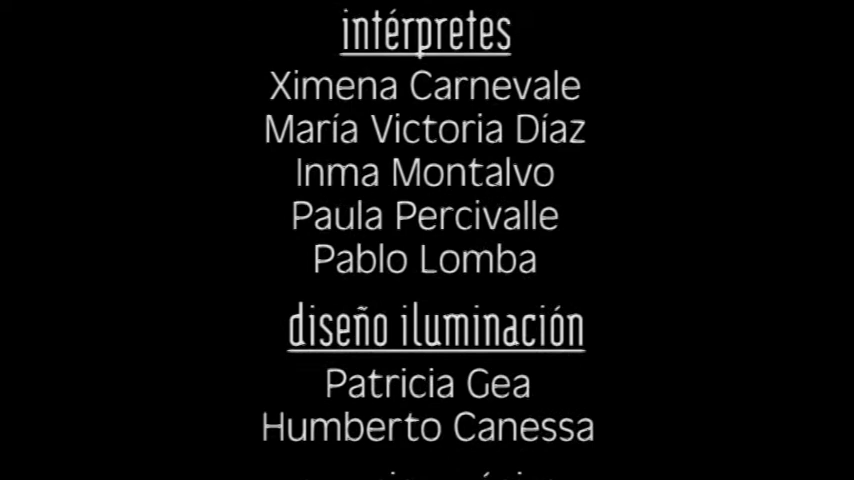 intérpretes
Ximena Carnevale
María Victoria Díaz
Inma Montalvo
Paula Percivalle
Pablo Lomba
diseño iluminación
Patricia Gea
Humberto Canessa